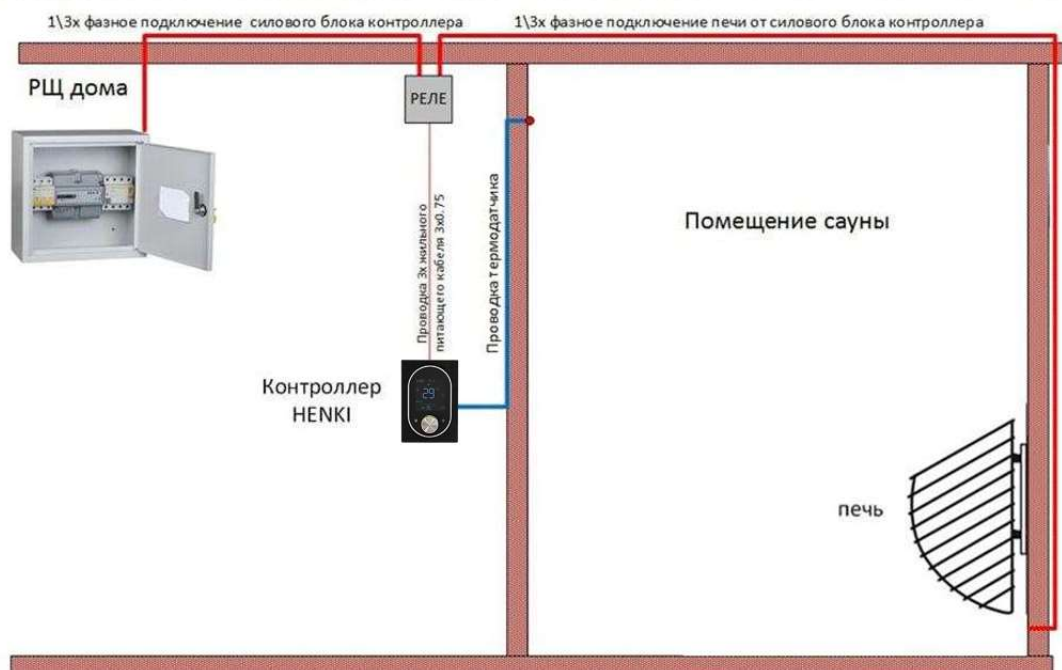 1\3х фазное подключение силового блока контроллера
1\3х фазное подключение печи от силового блока контроллера
РЩ дома
РЕЛЕ
Проводка 3х жильного
питающего кабеля 3х0.75
Проводка термодатчика
Помещение сауны
Контроллер
HENKI
29
печь